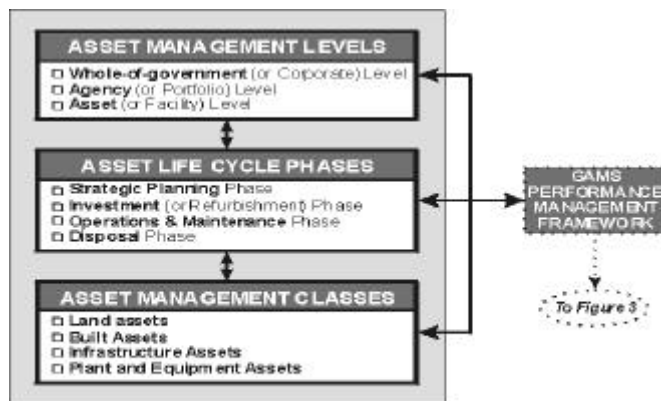 ASSET MANAGEMENT LEVELS
Whole-of-government (or Corporate) Level
Agency (or Portfolio) Level
Asset (or Facility) Level
ASSET LIFE CYCLE PHASES
Strategic Planning Phase
Investment (or Refurbishment) Phase
Operations & Maintenance Phase
Disposal Phase
ASSET MANAGEMENT CLASSES
Land assets
Built Assets
Infrastructure Assets
Plant and Equipment Assets
GAMS
PERFORMANCE
MANAGEMENT
FRAMEWORK
To Figure 3